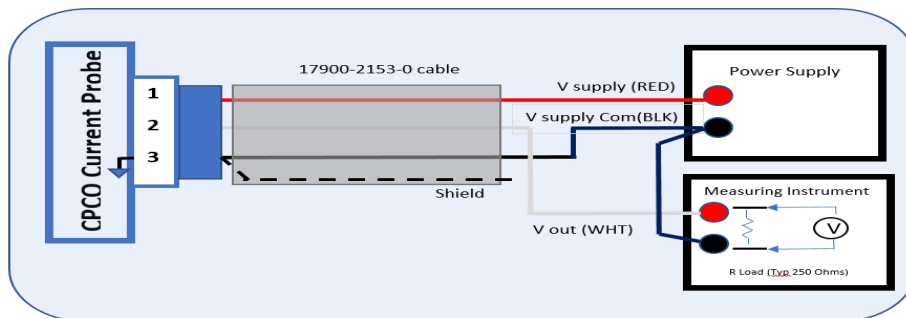 CPCO Current Probe
1
2
3
17900-2153-0 cable
Shield
V supply (RED)
V supply Com(BLK)
V out (WHT)
Power Supply
Measuring Instrument
V
R Load (Typ 250 Ohms)